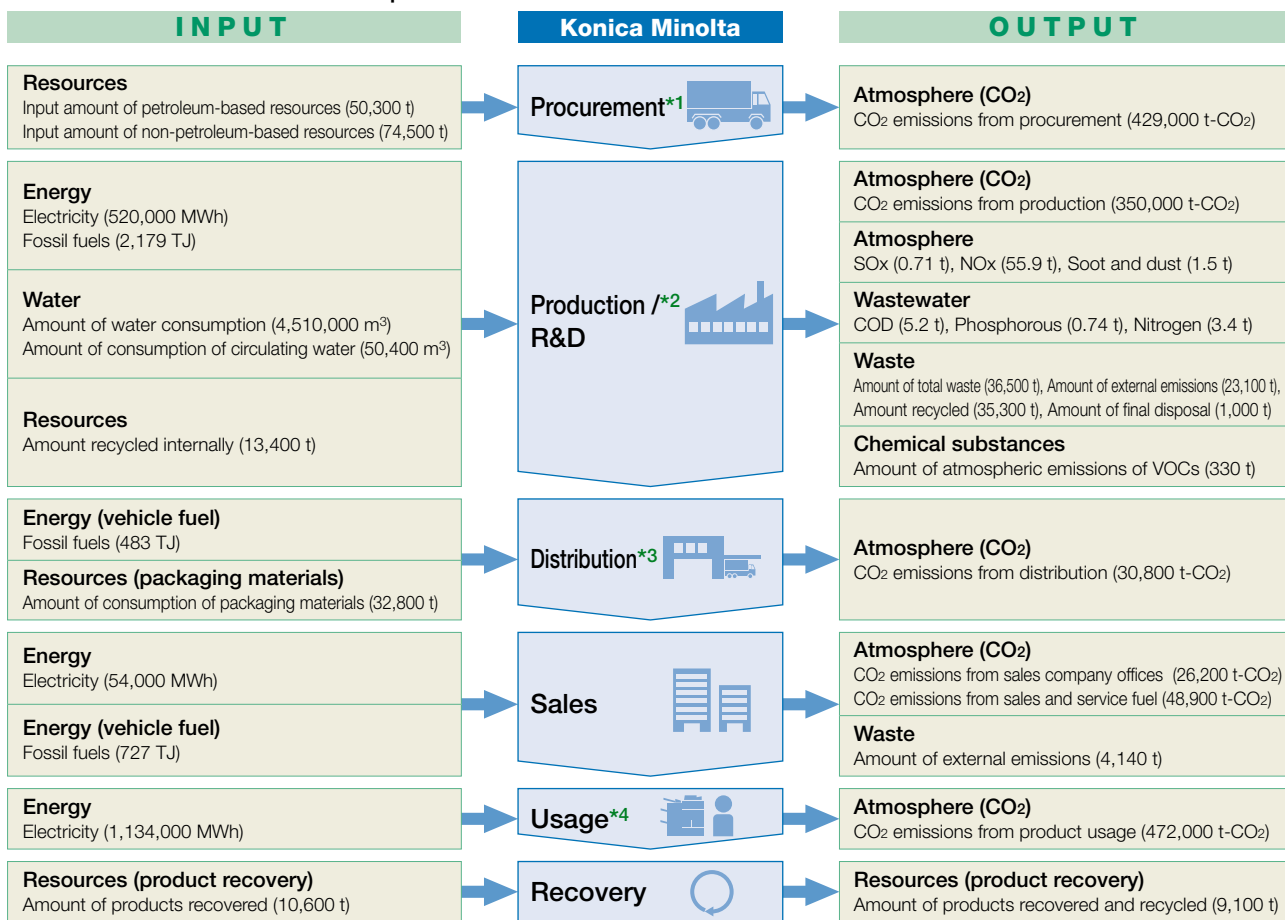 INPUT
Konica Minolta
OUTPUT
Resources
Input amount of petroleum-based resources (50,300 t)
Input amount of non-petroleum-based resources (74,500 t)
Procurement*1
Atmosphere (CO2)
CO2 emissions from procurement (429,000 t-CO2)
Energy
Electricity (520,000 MWh)
Fossil fuels (2,179 TJ)
Water
Amount of water consumption (4,510,000 m³)
Amount of consumption of circulating water (50,400 m³)
Resources
Amount recycled internally (13,400 t)
Production /*2
R&D
Atmosphere (CO2)
CO2 emissions from production (350,000 t-CO2)
Atmosphere
SOx (0.71 t), NOx (55.9 t), Soot and dust (1.5 t)
Wastewater
COD (5.2 t), Phosphorous (0.74 t), Nitrogen (3.4 t)
Waste
Amount of total waste (36,500 t), Amount of external emissions (23,100 t),
Amount recycled (35,300 t), Amount of final disposal (1,000 t)
Chemical substances
Amount of atmospheric emissions of VOCs (330 t)
Energy (vehicle fuel)
Fossil fuels (483 TJ)
Resources (packaging materials)
Amount of consumption of packaging materials (32,800 t)
Distribution*3
Atmosphere (CO2)
CO2 emissions from distribution (30,800 t-CO2)
Energy
Electricity (54,000 MWh)
Energy (vehicle fuel)
Fossil fuels (727 TJ)
Sales
Atmosphere (CO2)
CO2 emissions from sales company offices (26,200 t-CO2)
CO2 emissions from sales and service fuel (48,900 t-CO2)
Waste
Amount of external emissions (4,140 t)
Energy
Electricity (1,134,000 MWh)
Usage*4
Atmosphere (CO2)
CO2 emissions from product usage (472,000 t-CO2)
Resources (product recovery)
Amount of products recovered (10,600 t)
Recovery
Resources (product recovery)
Amount of products recovered and recycled (9,100 t)